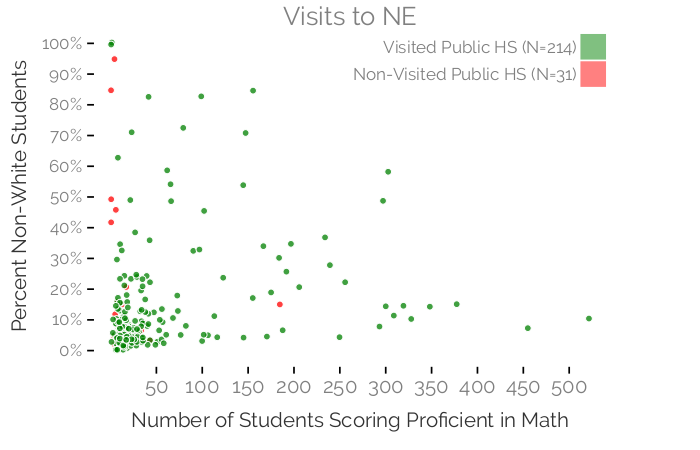 Visits to NE
Visited Public HS (N=214)
Non-Visited Public HS (N=31)
Percent Non-White Students
100%
90%
80%
70%
60%
50%
40%
30%
20%
10%
0%
50 100 150 200 250 300 350 400 450 500
Number of Students Scoring Proficient in Math